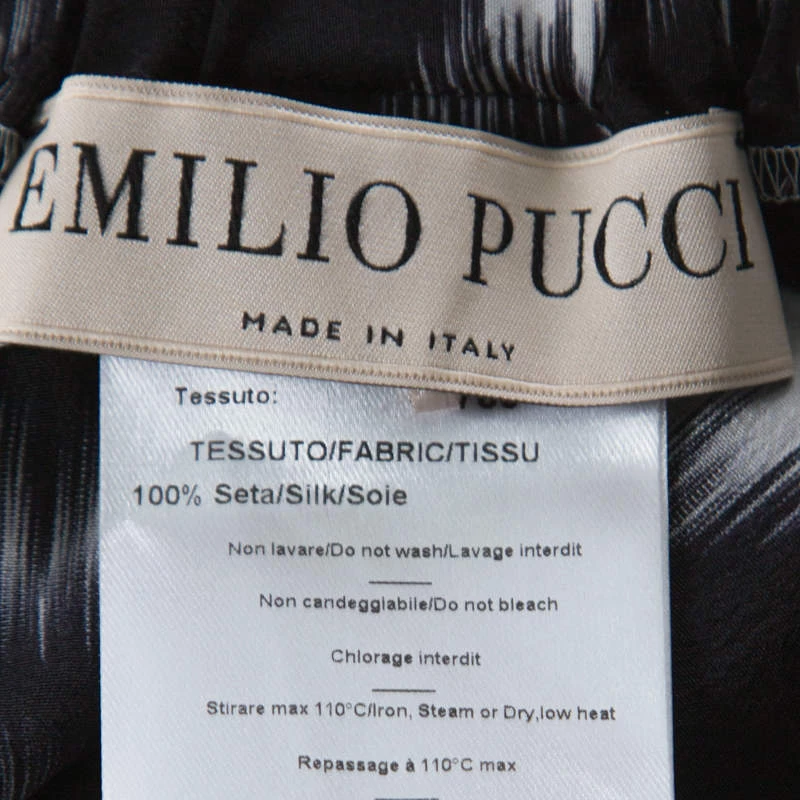 EMILIO PUCCI
MADE IN ITALY
Tessuto:
TESSUTO/FABRIC/TISSU
100% Seta/Silk/Soie
Non lavare/Do not wash/Lavage interdit
Non candeggiabile/Do not bleach
Chlorage interdit
Stirare max 110°C/Iron, Steam or Dry,low heat
Repassage à 110°C max